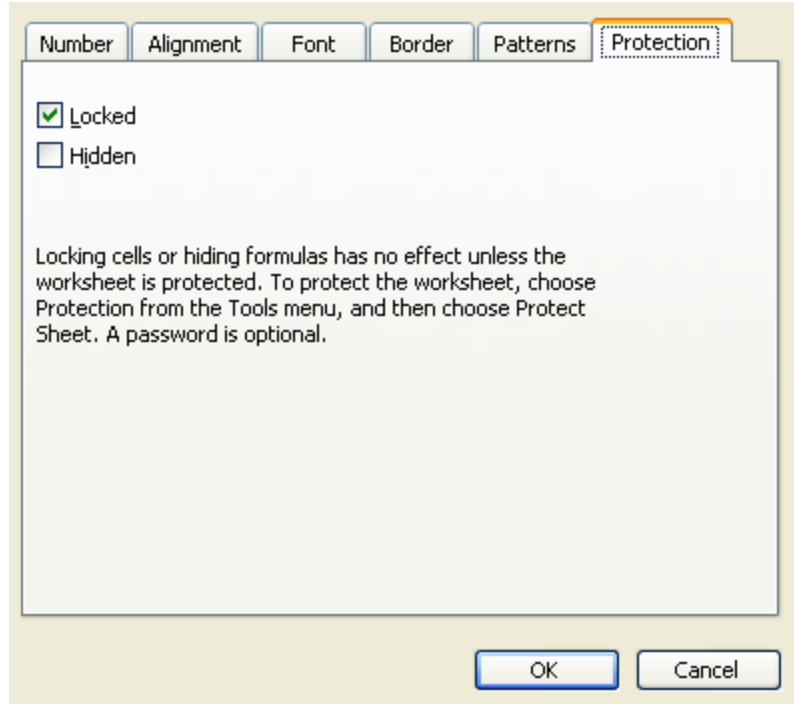 Number Alignment Font Border Patterns Protection
Locked
Hidden
Locking cells or hiding formulas has no effect unless the
worksheet is protected. To protect the worksheet, choose
Protection from the Tools menu, and then choose Protect
Sheet. A password is optional.
OK Cancel